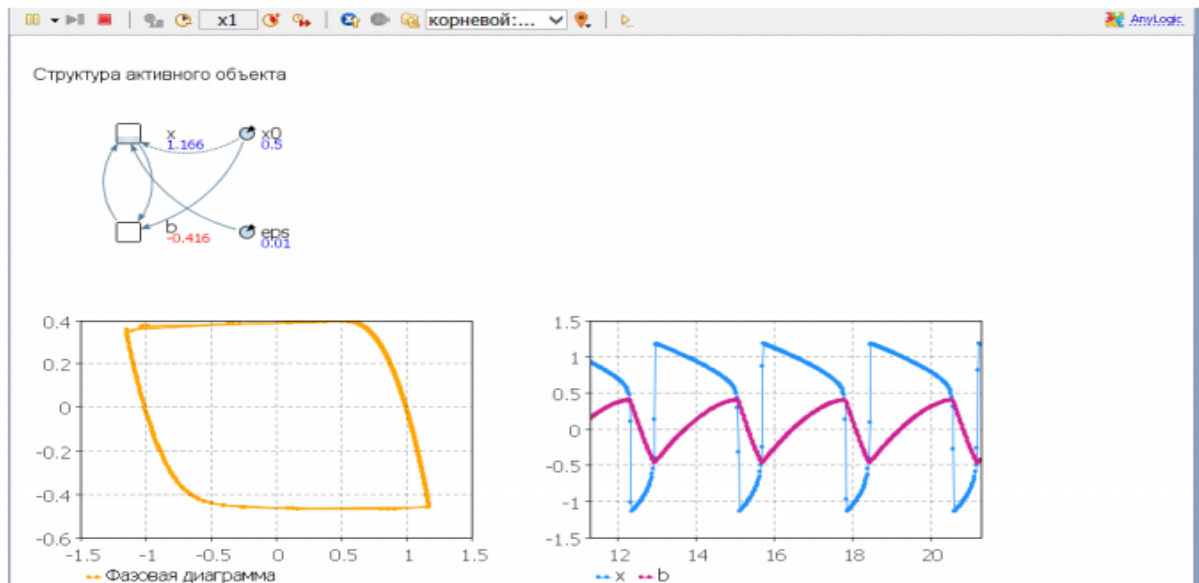 x1 корневой:... AnyLogic
Структура активного объекта
x x0
1.166 0.5
b eps
-0.416 0.01
0.4 1.5
0.2 1
0 0.5
-0.2 0
-0.4 -0.5
-0.6 -1
-1.5
-1.5 -1 -0.5 0 0.5 1 1.5 12 14 16 18 20
Фазовая диаграмма x b